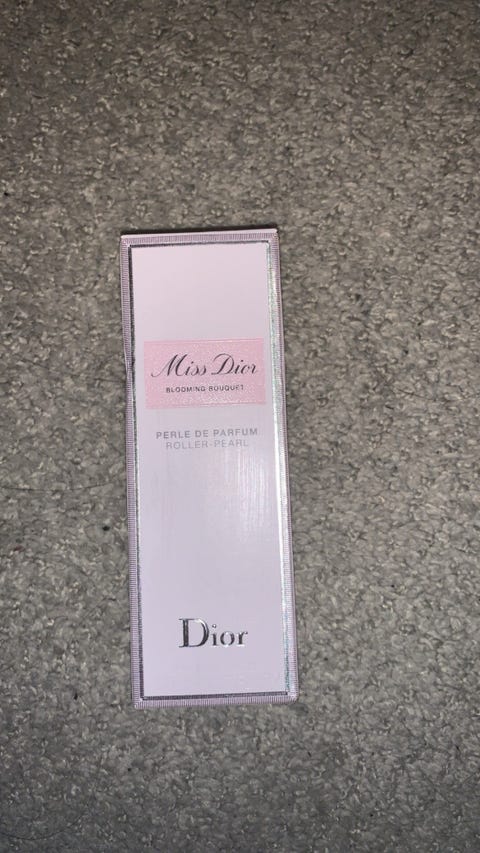 Miss Dior
BLOOMING BOUQUET
PERLE DE PARFUM
ROLLER-PEARL
Dior